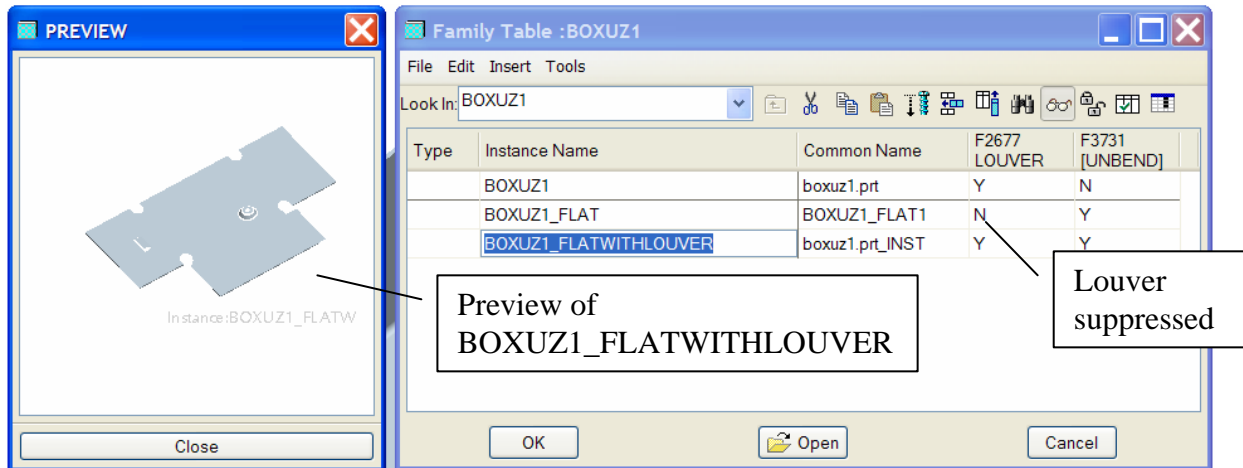 PREVIEW
Instance:BOXUZ1_FLATW
Close
Family Table :BOXUZ1
File Edit Insert Tools
Look In: BOXUZ1
Type Instance Name Common Name F2677 LOUVER F3731 [UNBEND]
BOXUZ1 boxuz1.prt Y N
BOXUZ1_FLAT BOXUZ1_FLAT1 N Y
BOXUZ1_FLATWITHLOUVER boxuz1.prt_INST Y Y
Preview of
BOXUZ1_FLATWITHLOUVER
Louver
suppressed
OK Open Cancel